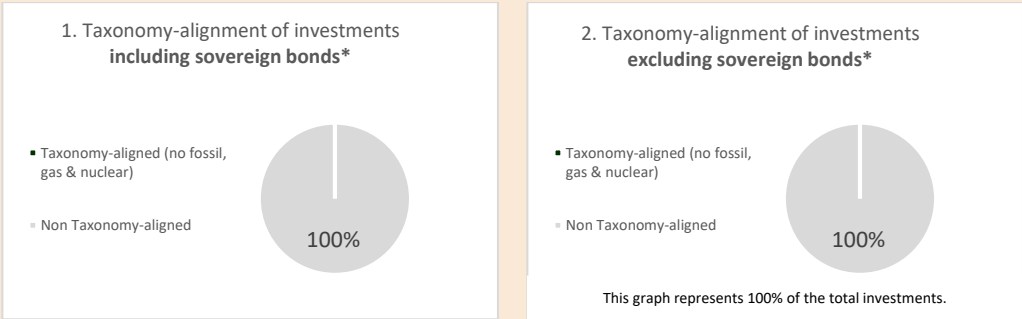 1. Taxonomy-alignment of investments
including sovereign bonds*
Taxonomy-aligned (no fossil,
gas & nuclear)
Non Taxonomy-aligned
100%
2. Taxonomy-alignment of investments
excluding sovereign bonds*
Taxonomy-aligned (no fossil,
gas & nuclear)
Non Taxonomy-aligned
100%
This graph represents 100% of the total investments.